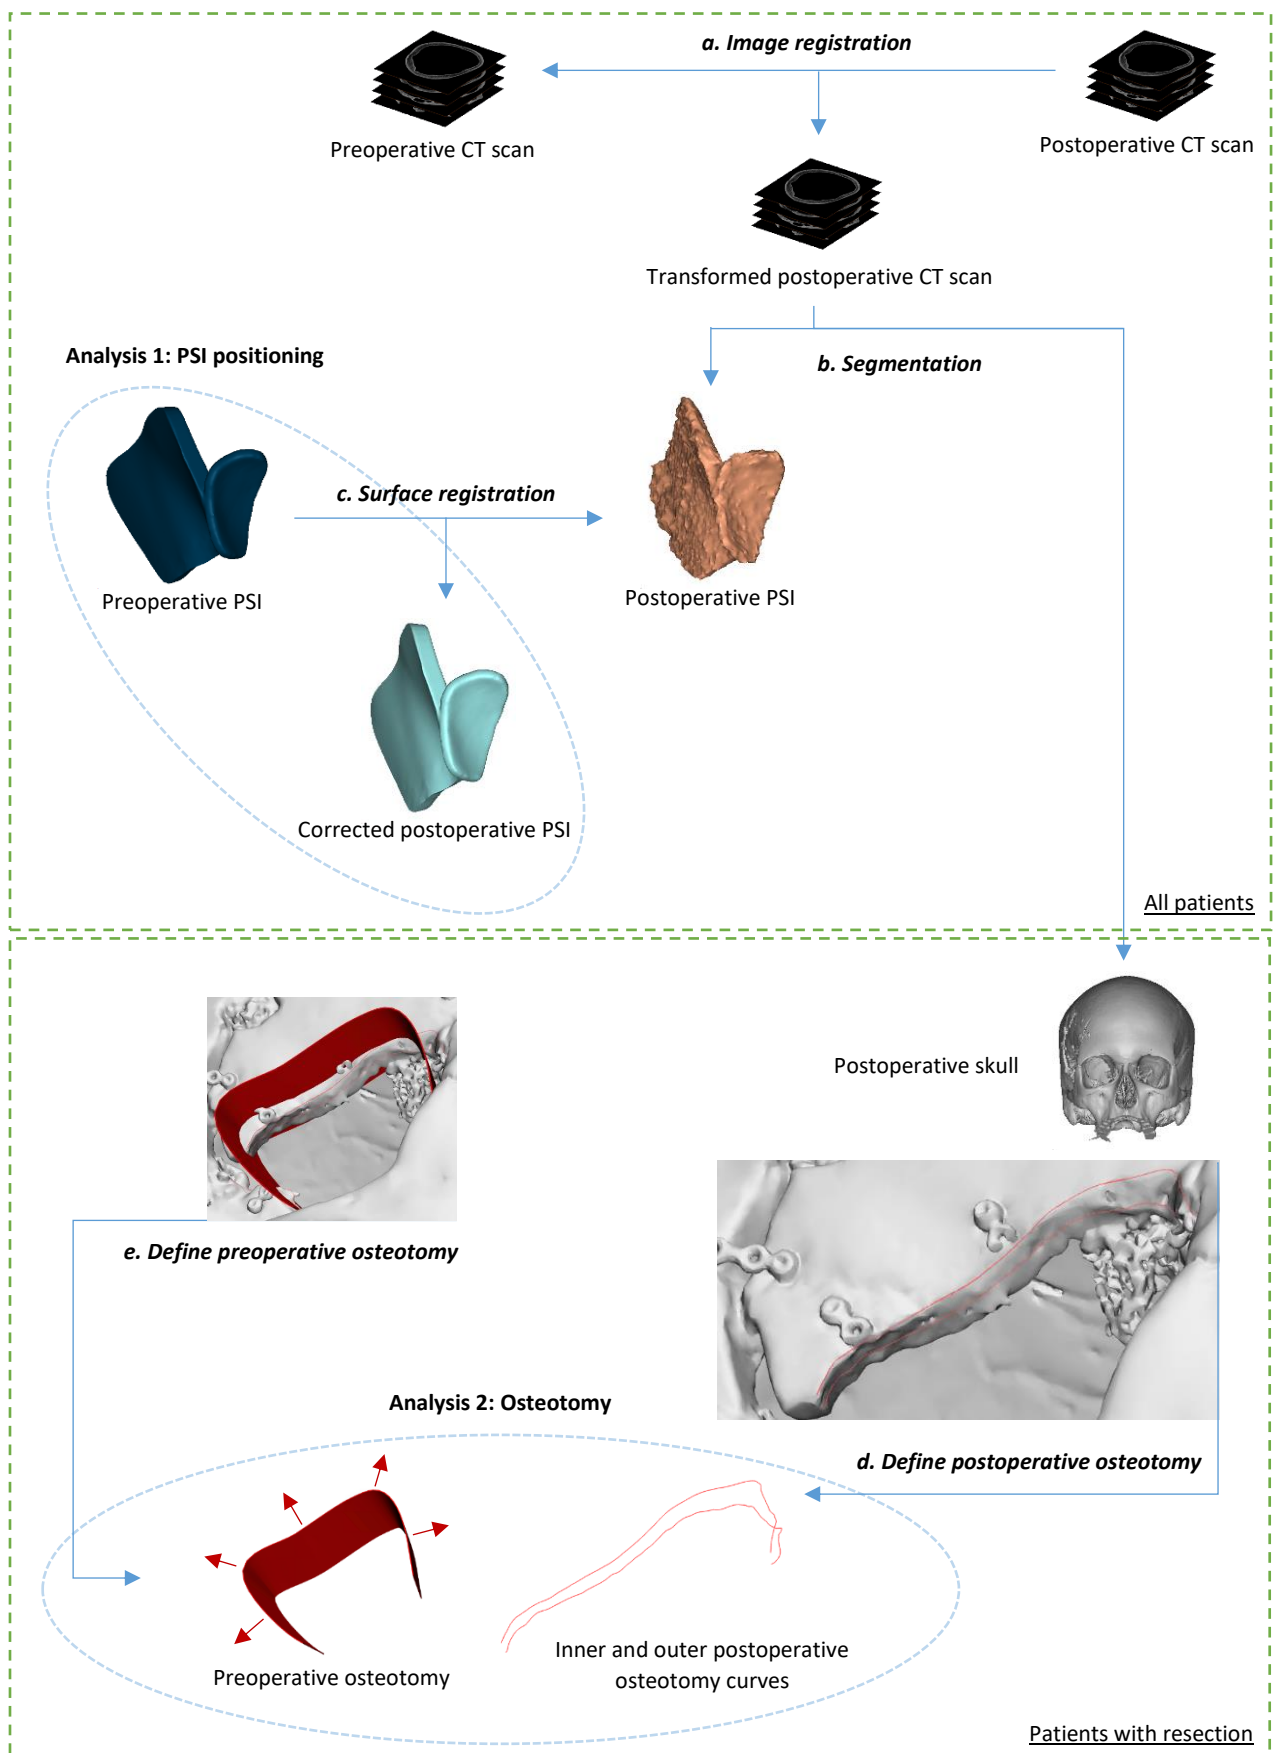 a. Image registration
Preoperative CT scan
Postoperative CT scan
Transformed postoperative CT scan
Analysis 1: PSI positioning
b. Segmentation
c. Surface registration
Preoperative PSI
Postoperative PSI
Corrected postoperative PSI
All patients
Postoperative skull
e. Define preoperative osteotomy
Analysis 2: Osteotomy
d. Define postoperative osteotomy
Preoperative osteotomy
Inner and outer postoperative
osteotomy curves
Patients with resection